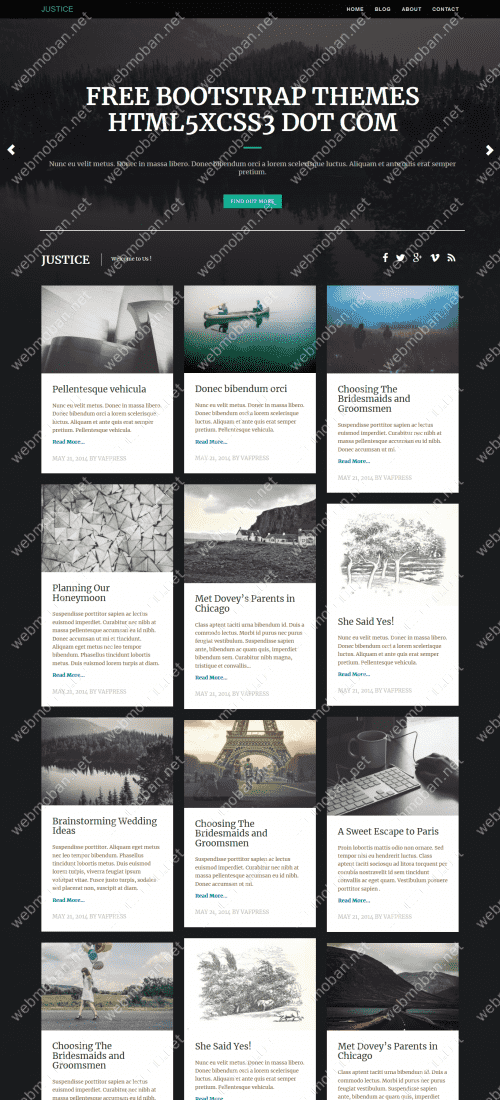 JUSTICE
HOME BLOG ABOUT CONTACT
FREE BOOTSTRAP THEMES
HTML5XCSS3 DOT COM
Nunc eu velit metus. Donec in massa libero. Donec bibendum orci a lorem scelerisque luctus. Aliquam et ante quis erat semper
pretium.
FIND OUT MORE
JUSTICE
Welcome to Us !
Pellentesque vehicula
Nunc eu velit metus. Donec in massa libero.
Donec bibendum orci a lorem scelerisque
luctus. Aliquam et ante quis erat semper
pretium. Pellentesque vehicula.
Read More...
MAY 21, 2014 BY VAFPRESS
Donec bibendum orci
Nunc eu velit metus. Donec in massa libero.
Donec bibendum orci a lorem scelerisque
luctus. Aliquam et ante quis erat semper
pretium. Pellentesque vehicula.
Read More...
MAY 21, 2014 BY VAFPRESS
Choosing The
Bridesmaids and
Groomsmen
Suspendisse porttitor sapien ac lectus
euismod imperdiet. Curabitur nec nibh at
massa pellentesque accumsan eu id nibh.
Donec accumsan ut mi.
Read More...
MAY 21, 2014 BY VAFPRESS
Planning Our
Honeymoon
Suspendisse porttitor sapien ac lectus
euismod imperdiet. Curabitur nec nibh at
massa pellentesque accumsan eu id nibh.
Donec accumsan ut mi et tincidunt.
Aliquam eget metus nec leo tempor
bibendum. Phasellus tincidunt lobortis
metus. Duis euismod lorem turpis at diam.
Read More...
MAY 21, 2014 BY VAFPRESS
Met Dovey's Parents in
Chicago
Class aptent taciti urna bibendum id. Duis a
commodo lectus. Morbi id purus nec purus
feugiat vestibulum. Suspendisse sapien
ante, bibendum ac quam quis, imperdiet
bibendum sem. Curabitur nibh magna,
tristique et convallis...
Read More...
MAY 21, 2014 BY VAFPRESS
She Said Yes!
Nunc eu velit metus. Donec in massa libero.
Donec bibendum orci a lorem scelerisque
luctus. Aliquam et ante quis erat semper
pretium. Pellentesque vehicula.
Read More...
MAY 21, 2014 BY VAFPRESS
Brainstorming Wedding
Ideas
Suspendisse porttitor. Aliquam eget metus
nec leo tempor bibendum. Phasellus
tincidunt lobortis metus. Duis euismod
lorem turpis, viverra feugiat ipsum
volutpat vitae. Fusce justo turpis, sodales
sed placerat non, suscipit at diam.
Read More...
MAY 21, 2014 BY VAFPRESS
Choosing The
Bridesmaids and
Groomsmen
Suspendisse porttitor sapien ac lectus
euismod imperdiet. Curabitur nec nibh at
massa pellentesque accumsan eu id nibh.
Donec accumsan ut mi.
Read More...
MAY 21, 2014 BY VAFPRESS
A Sweet Escape to Paris
Proin lobortis mattis odio non ornare. Sed
tempor nisi eu hendrerit luctus. Class
aptent taciti sociosqu ad litora torquent per
conubia nostravelit id sem tincidunt
convallis ac eget quam. Vestibulum posuere
porttitor sapien.
Read More...
MAY 21, 2014 BY VAFPRESS
Choosing The
Bridesmaids and
Groomsmen
Suspendisse porttitor sapien ac lectus
euismod imperdiet. Curabitur nec nibh at
massa pellentesque accumsan eu id nibh.
She Said Yes!
Nunc eu velit metus. Donec in massa libero.
Donec bibendum orci a lorem scelerisque
luctus. Aliquam et ante quis erat semper
pretium. Pellentesque vehicula.
Met Dovey's Parents in
Chicago
Class aptent taciti urna bibendum id. Duis a
commodo lectus. Morbi id purus nec purus
feugiat vestibulum. Suspendisse sapien
webmoban.net